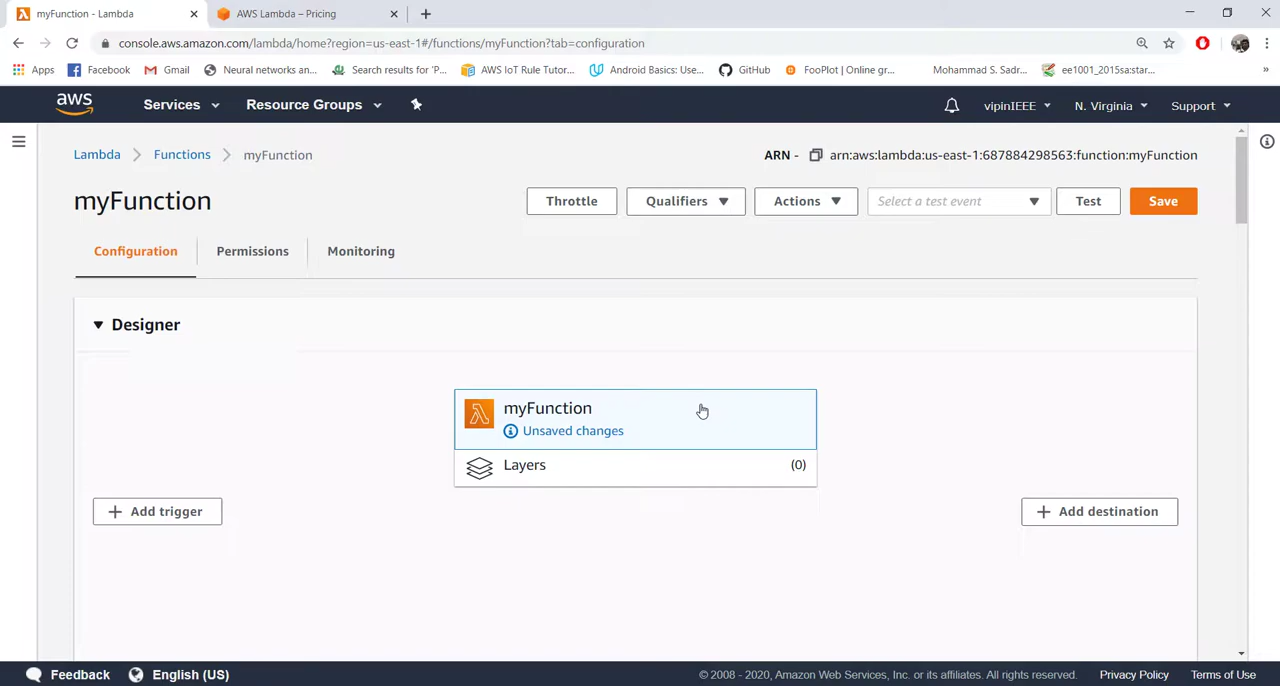 myFunction - Lambda
AWS Lambda – Pricing
console.aws.amazon.com/lambda/home?region=us-east-1#/functions/myFunction?tab=configuration
Apps Facebook Gmail Neural networks an... Search results for 'P... AWS IoT Rule Tutor... Android Basics: Use... GitHub FooPlot | Online gr... Mohammad S. Sadr... ee1001_2015sa:star... »
aws Services Resource Groups vipinIEEE N. Virginia Support
Lambda Functions myFunction
ARN - arn:aws:lambda:us-east-1:687884298563:function:myFunction
myFunction
Throttle Qualifiers Actions Select a test event Test Save
Configuration Permissions Monitoring
Designer
myFunction
Unsaved changes
Layers (0)
+ Add trigger
+ Add destination
Feedback English (US) © 2008 - 2020, Amazon Web Services, Inc. or its affiliates. All rights reserved. Privacy Policy Terms of Use